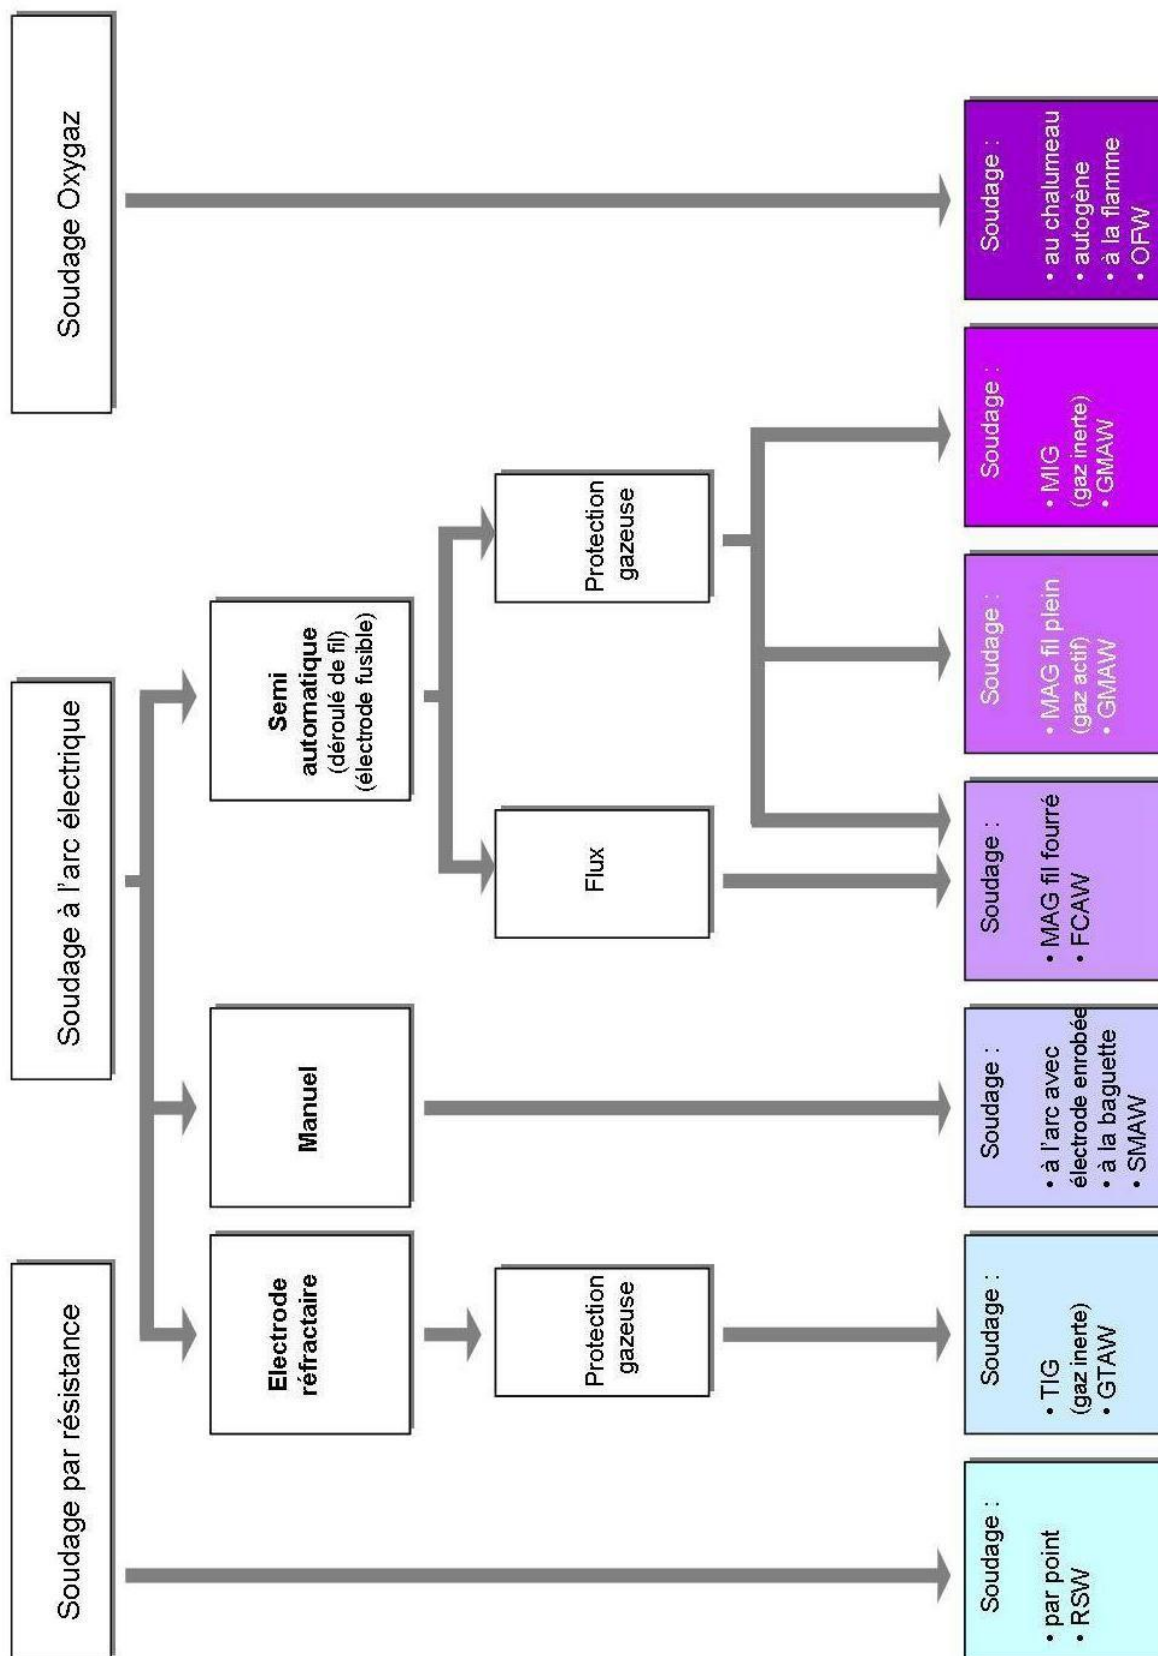 Soudage par résistance
Soudage à l'arc électrique
Soudage Oxygaz
Electrode
réfractaire
Manuel
Semi
automatique
(déroulé de fil)
(électrode fusible)
Protection
gazeuse
Flux
Protection
gazeuse
Soudage :
• par point
• RSW
Soudage :
• TIG
(gaz inerte)
• GTAW
Soudage :
• à l'arc avec
électrode enrobée
• à la baguette
• SMAW
Soudage :
• MAG fil fourré
• FCAW
Soudage :
• MAG fil plein
(gaz actif)
• GMAW
Soudage :
• MIG
(gaz inerte)
• GMAW
Soudage :
• au chalumeau
• autogène
• à la flamme
• OFW